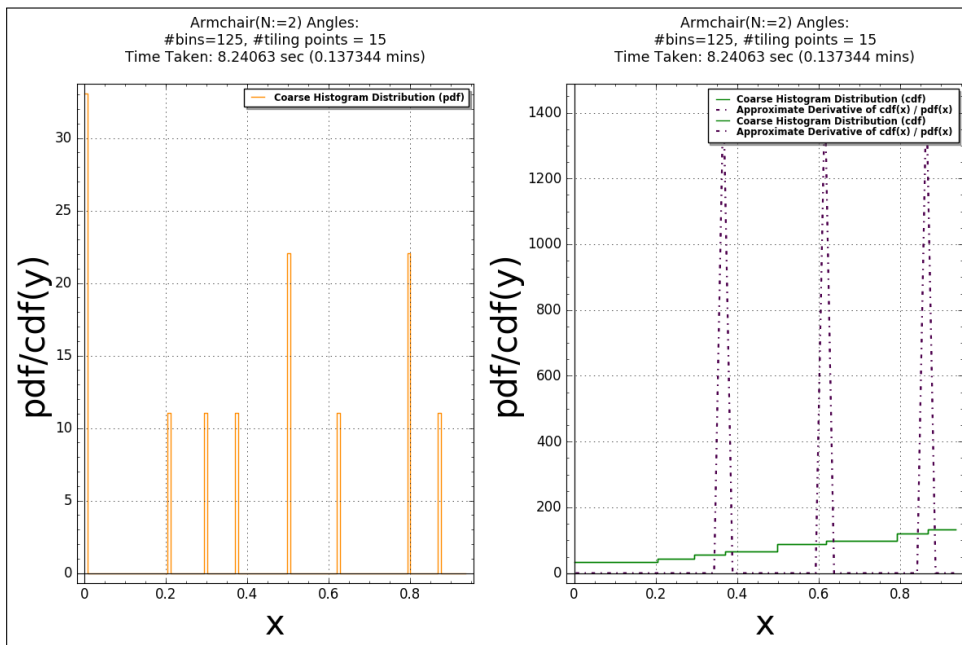 Armchair(N:=2) Angles:
#bins=125, #tiling points = 15
Time Taken: 8.24063 sec (0.137344 mins)
Coarse Histogram Distribution (pdf)
30
25
20
15
10
5
0
pdf/cdf(y)
0 0.2 0.4 0.6 0.8
x
Armchair(N:=2) Angles:
#bins=125, #tiling points = 15
Time Taken: 8.24063 sec (0.137344 mins)
Coarse Histogram Distribution (cdf)
Approximate Derivative of cdf(x) / pdf(x)
Coarse Histogram Distribution (cdf)
Approximate Derivative of cdf(x) / pdf(x)
1400
1200
1000
800
600
400
200
0
pdf/cdf(y)
0 0.2 0.4 0.6 0.8
x